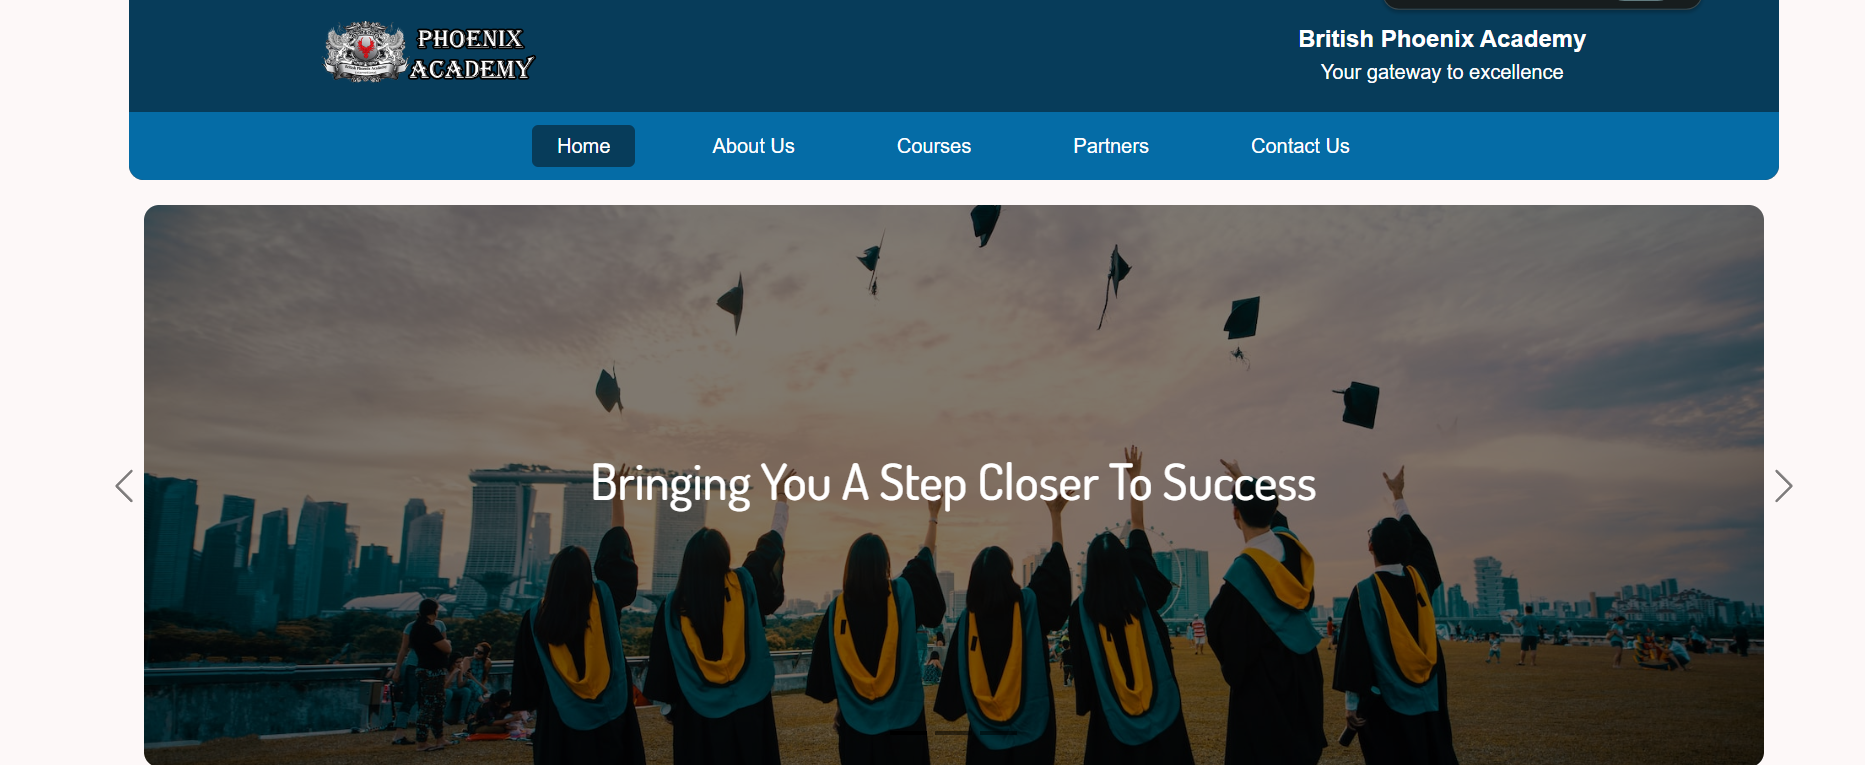 PHOENIX
ACADEMY
British Phoenix Academy
Your gateway to excellence
Home
About Us
Courses
Partners
Contact Us
Bringing You A Step Closer To Success